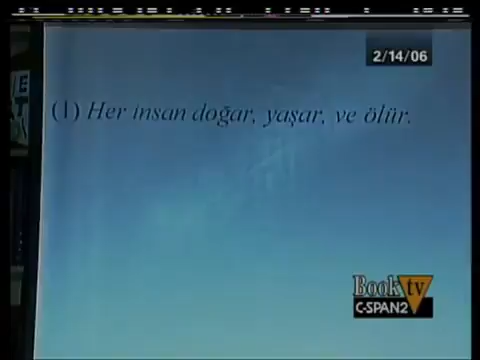 2/14/06
(1) Her insan doğar, yaşar, ve ölür.
Book tv
C-SPAN2